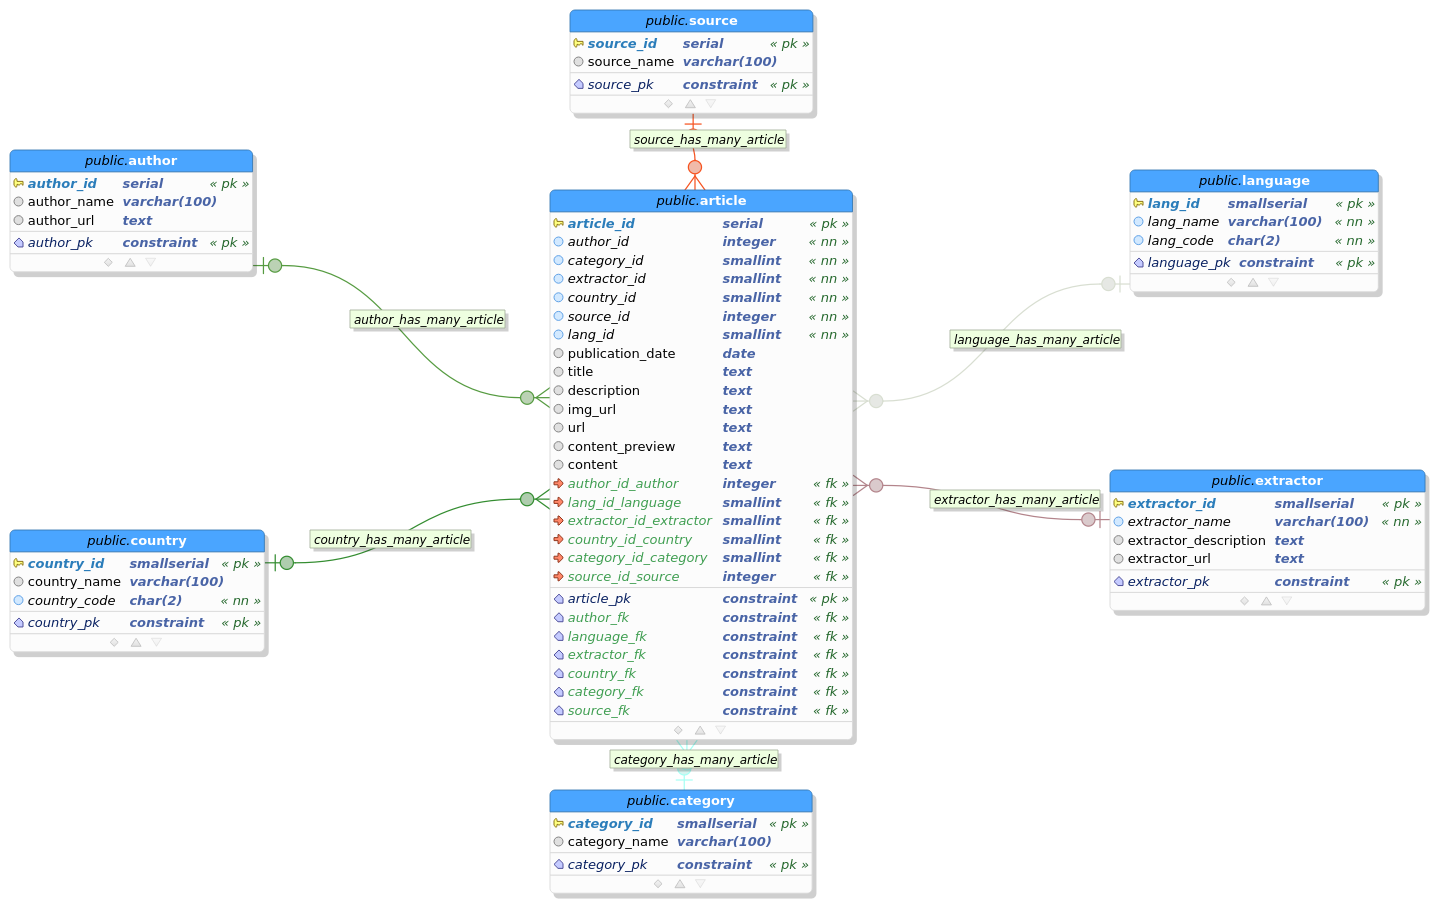 public.source
source_id serial « pk »
source_name varchar(100)
source_pk constraint « pk »
source_has_many_article
public.author
author_id serial « pk »
author_name varchar(100)
author_url text
author_pk constraint « pk »
author_has_many_article
public.article
article_id serial « pk »
author_id integer « nn »
category_id smallint « nn »
extractor_id smallint « nn »
country_id smallint « nn »
source_id integer « nn »
lang_id smallint « nn »
publication_date date
title text
description text
img_url text
url text
content_preview text
content text
author_id_author integer « fk »
lang_id_language smallint « fk »
extractor_id_extractor smallint « fk »
country_id_country smallint « fk »
category_id_category smallint « fk »
source_id_source integer « fk »
article_pk constraint « pk »
author_fk constraint « fk »
language_fk constraint « fk »
extractor_fk constraint « fk »
country_fk constraint « fk »
category_fk constraint « fk »
source_fk constraint « fk »
public.language
lang_id smallserial « pk »
lang_name varchar(100) « nn »
lang_code char(2) « nn »
language_pk constraint « pk »
language_has_many_article
extractor_has_many_article
public.extractor
extractor_id smallserial « pk »
extractor_name varchar(100) « nn »
extractor_description text
extractor_url text
extractor_pk constraint « pk »
country_has_many_article
public.country
country_id smallserial « pk »
country_name varchar(100)
country_code char(2) « nn »
country_pk constraint « pk »
category_has_many_article
public.category
category_id smallserial « pk »
category_name varchar(100)
category_pk constraint « pk »